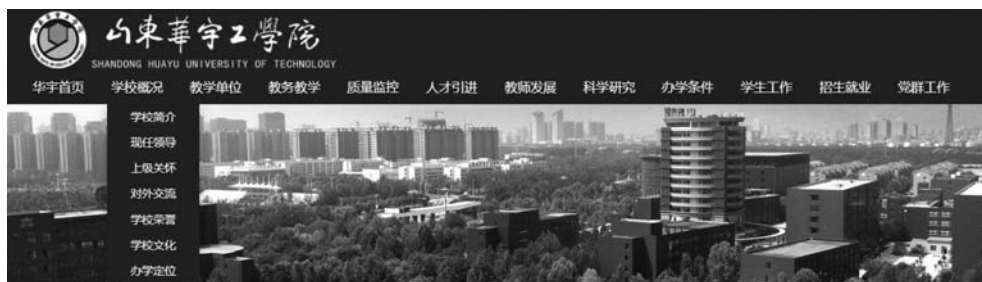 山東華宇工學院
SHANDONG HUAYU UNIVERSITY OF TECHNOLOGY
华宇首页 学校概况 教学单位 教务教学 质量监控 人才引进 教师发展 科学研究 办学条件 学生工作 招生就业 党群工作
学校简介
现任领导
上级关怀
对外交流
学校荣誉
学校文化
办学定位